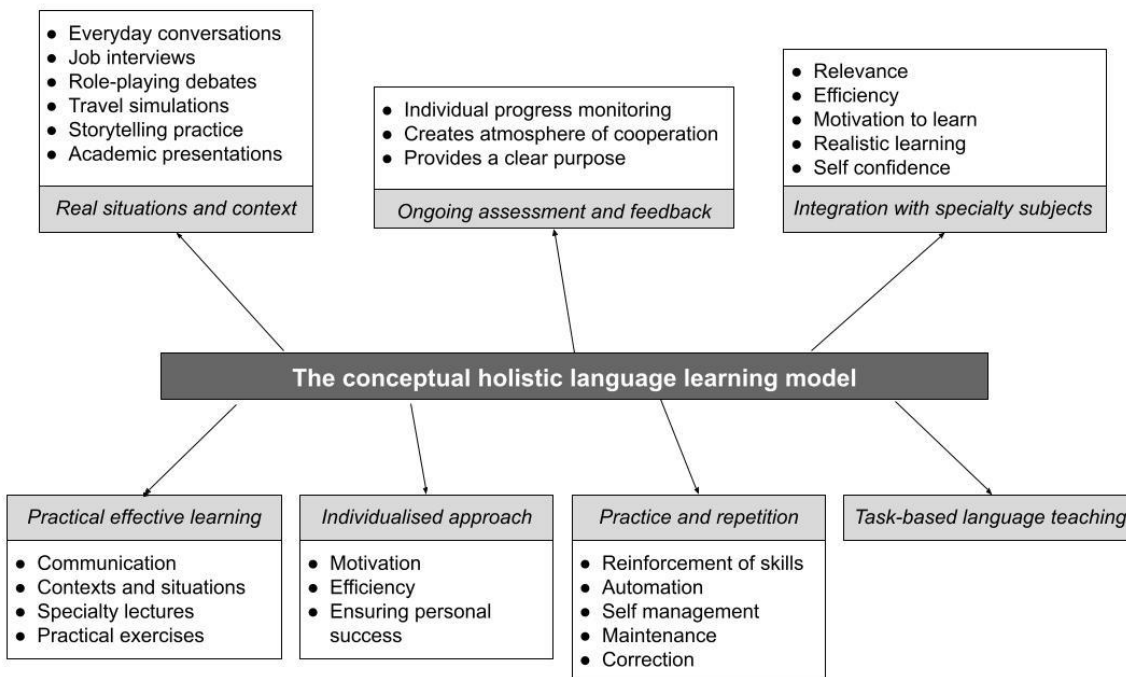 ● Everyday conversations
● Job interviews
● Role-playing debates
● Travel simulations
● Storytelling practice
● Academic presentations
Real situations and context
● Individual progress monitoring
● Creates atmosphere of cooperation
● Provides a clear purpose
Ongoing assessment and feedback
● Relevance
● Efficiency
● Motivation to learn
● Realistic learning
● Self confidence
Integration with specialty subjects
The conceptual holistic language learning model
Practical effective learning
● Communication
● Contexts and situations
● Specialty lectures
● Practical exercises
Individualised approach
● Motivation
● Efficiency
● Ensuring personal
success
Practice and repetition
● Reinforcement of skills
● Automation
● Self management
● Maintenance
● Correction
Task-based language teaching